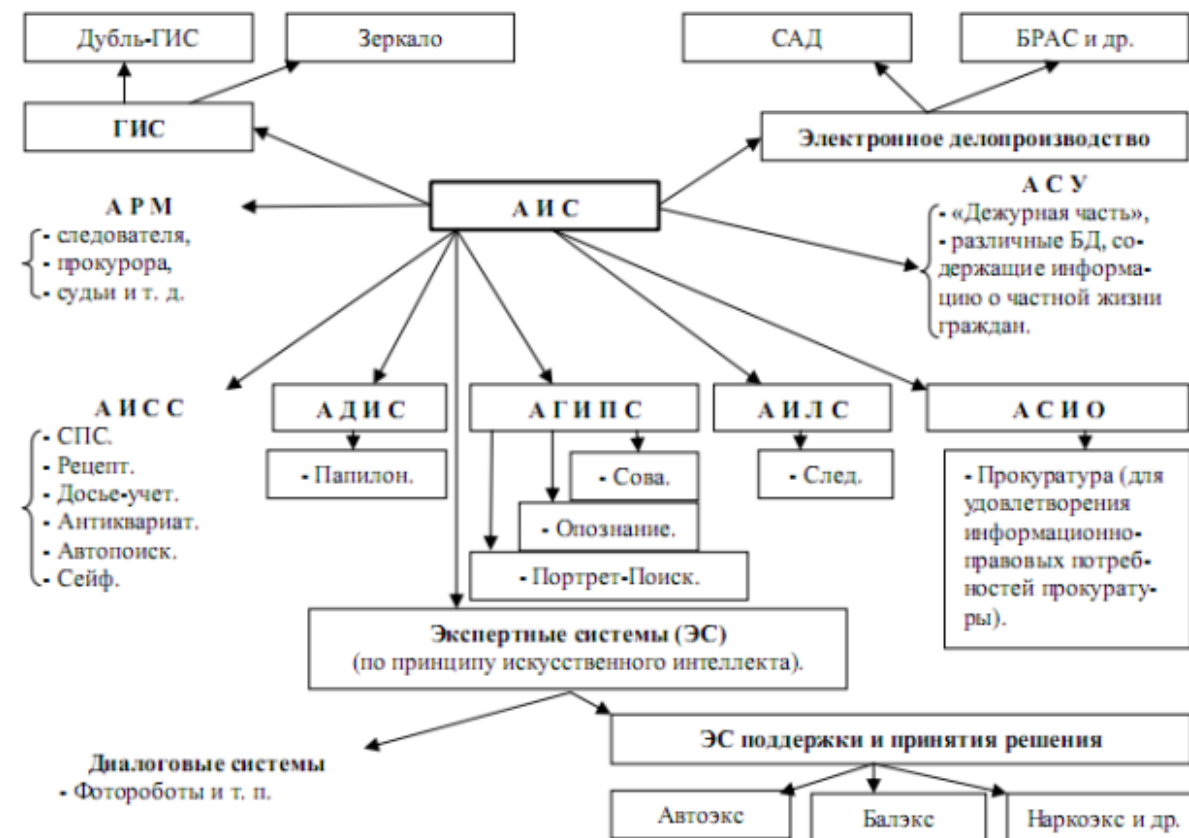 Дубль-ГИС
Зеркало
САД
БРАС и др.
ГИС
Электронное делопроизводство
А И С
А Р М
- следователя,
- прокурора,
- судьи и т. д.
А С У
- «Дежурная часть»,
- различные БД, со-
держащие информа-
цию о частной жизни
граждан.
А И С С
- СПС.
- Рецепт.
- Досье-учет.
- Антиквариат.
- Автопоиск.
- Сейф.
А Д И С
- Папилон.
А Г И П С
- Сова.
- Опознание.
- Портрет-Поиск.
А И Л С
- След.
А С И О
- Прокуратура (для
удовлетворения
информационно-
правовых потреб-
ностей прокурату-
ры).
Экспертные системы (ЭС)
(по принципу искусственного интеллекта).
Диалоговые системы
- Фотороботы и т. п.
ЭС поддержки и принятия решения
Автоэкс
Балэкс
Наркоэкс и др.